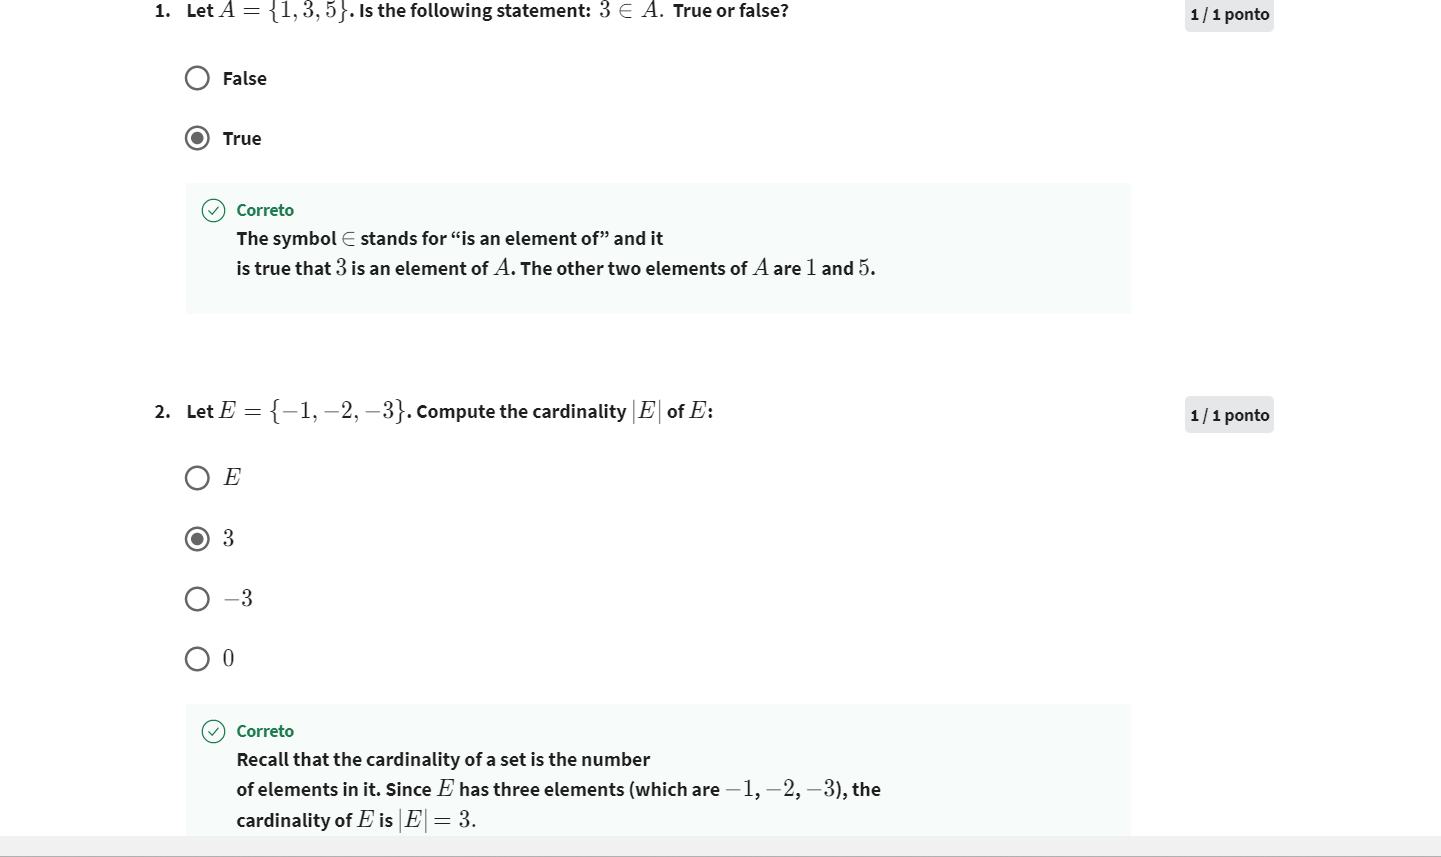 1. Let A = {1, 3, 5}. Is the following statement: 3 ∈ A. True or false?
1 / 1 ponto
False
True
Correto
The symbol ∈ stands for “is an element of” and it
is true that 3 is an element of A. The other two elements of A are 1 and 5.
2. Let E = {−1, −2, −3}. Compute the cardinality |E| of E:
1 / 1 ponto
E
3
−3
0
Correto
Recall that the cardinality of a set is the number
of elements in it. Since E has three elements (which are −1, −2, −3), the
cardinality of E is |E| = 3.